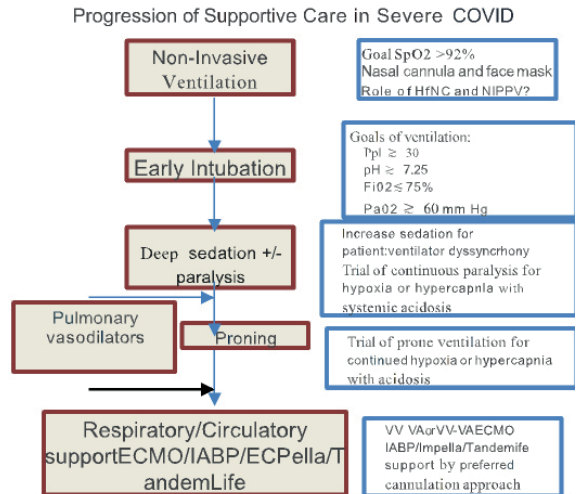 Progression of Supportive Care in Severe COVID
Non-Invasive
Ventilation
Goal SpO2 >92%
Nasal cannula and face mask
Role of HfNC and NIPPV?
Early Intubation
Goals of ventilation:
Ppl ≳ 30
pH ≳ 7.25
Fi02 ≤ 75%
Pa02 ≳ 60 mm Hg
Deep sedation +/-
paralysis
Increase sedation for
patient:ventilator dyssyncrhony
Trial of continuous paralysis for
hypoxia or hypercapnla with
systemic acidosis
Pulmonary
vasodilators
Proning
Trial of prone ventilation for
continued hypoxia or hypercapnia
with acidosis
Respiratory/Circulatory
supportECMO/IABP/ECPella/T
andemLife
VV VAorVV-VAECMO
IABP/Impella/Tandemife
support by preferred
cannulation approach